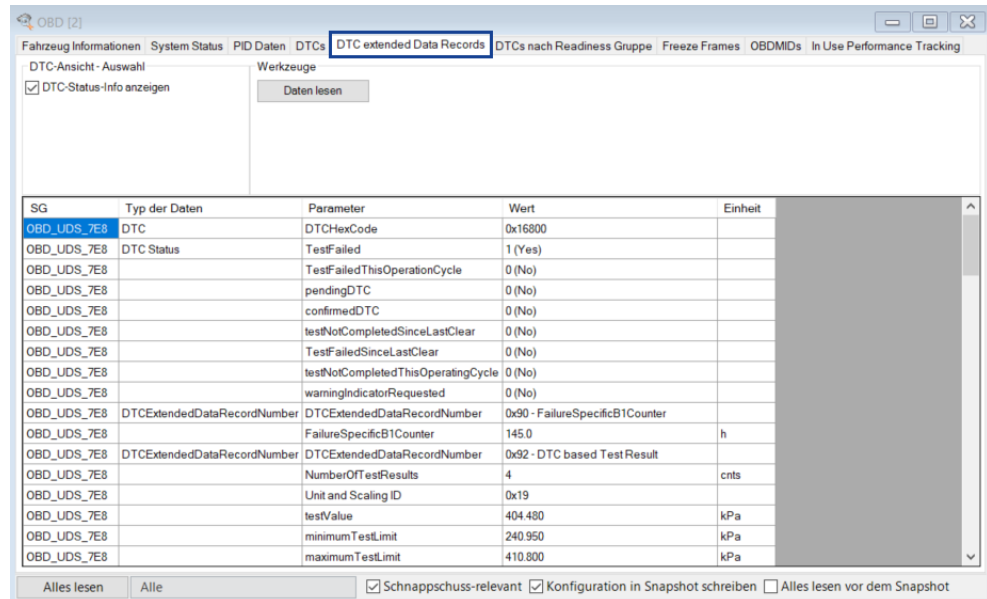 OBD [2]
Fahrzeug Informationen System Status PID Daten DTCs DTC extended Data Records DTCs nach Readiness Gruppe Freeze Frames OBDMIDs In Use Performance Tracking
DTC-Ansicht - Auswahl Werkzeuge
DTC-Status-Info anzeigen Daten lesen
SG Typ der Daten Parameter Wert Einheit
OBD_UDS_7E8 DTC DTCHexCode 0x16800
OBD_UDS_7E8 DTC Status TestFailed 1 (Yes)
OBD_UDS_7E8 TestFailedThisOperationCycle 0 (No)
OBD_UDS_7E8 pendingDTC 0 (No)
OBD_UDS_7E8 confirmedDTC 0 (No)
OBD_UDS_7E8 testNotCompletedSinceLastClear 0 (No)
OBD_UDS_7E8 TestFailedSinceLastClear 0 (No)
OBD_UDS_7E8 testNotCompletedThisOperatingCycle 0 (No)
OBD_UDS_7E8 warningIndicatorRequested 0 (No)
OBD_UDS_7E8 DTCExtendedDataRecordNumber DTCExtendedDataRecordNumber 0x90 - FailureSpecificB1Counter
OBD_UDS_7E8 FailureSpecificB1Counter 145.0 h
OBD_UDS_7E8 DTCExtendedDataRecordNumber DTCExtendedDataRecordNumber 0x92 - DTC based Test Result
OBD_UDS_7E8 NumberOfTestResults 4 cnts
OBD_UDS_7E8 Unit and Scaling ID 0x19
OBD_UDS_7E8 testValue 404.480 kPa
OBD_UDS_7E8 minimumTestLimit 240.950 kPa
OBD_UDS_7E8 maximumTestLimit 410.800 kPa
Alles lesen Alle Schnappschuss-relevant Konfiguration in Snapshot schreiben Alles lesen vor dem Snapshot